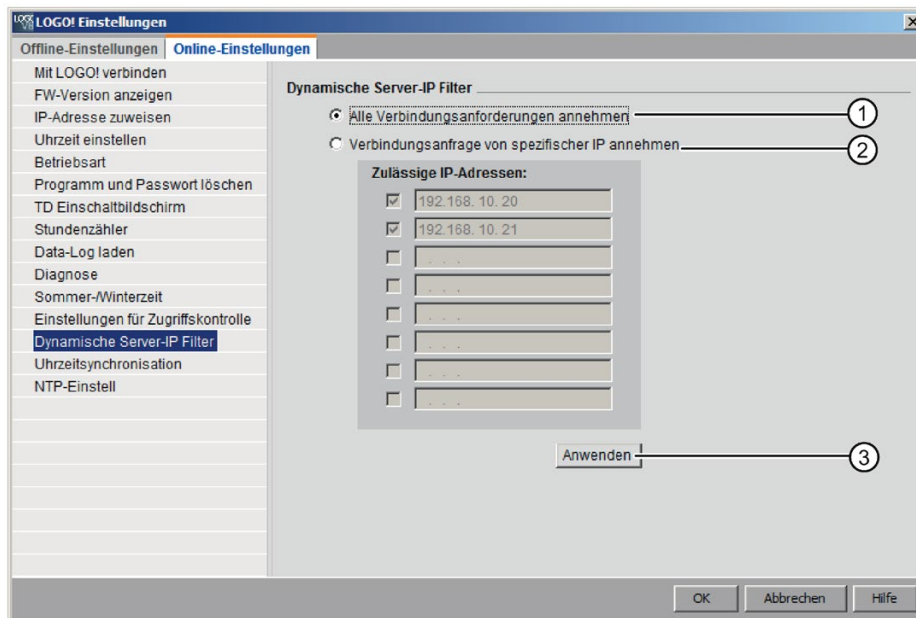 LOGO! Einstellungen
Offline-Einstellungen
Online-Einstellungen
Mit LOGO! verbinden
FW-Version anzeigen
IP-Adresse zuweisen
Uhrzeit einstellen
Betriebsart
Programm und Passwort löschen
TD Einschaltbildschirm
Stundenzähler
Data-Log laden
Diagnose
Sommer-/Winterzeit
Einstellungen für Zugriffskontrolle
Dynamische Server-IP Filter
Uhrzeitsynchronisation
NTP-Einstell
Dynamische Server-IP Filter
Alle Verbindungsanforderungen annehmen
1
Verbindungsanfrage von spezifischer IP annehmen
2
Zulässige IP-Adressen:
192.168. 10. 20
192.168. 10. 21
. . .
. . .
. . .
. . .
. . .
. . .
Anwenden
3
OK
Abbrechen
Hilfe